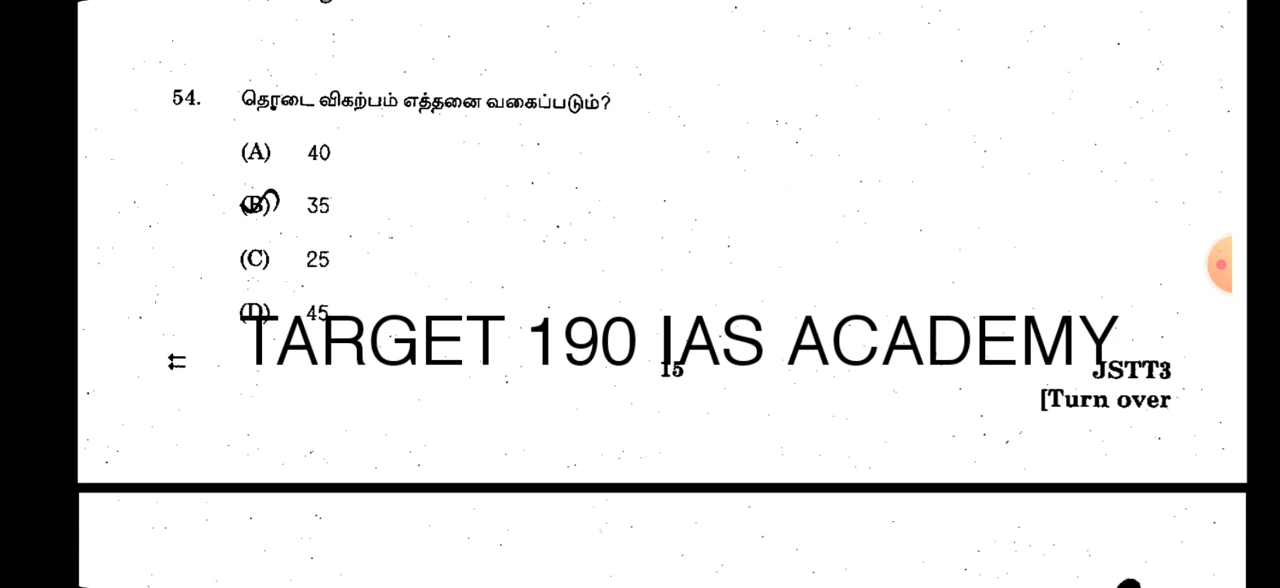 54. தொடை விகற்பம் எத்தனை வகைப்படும்?
(A) 40
(B) 35
(C) 25
(D) 45
TARGET 190 IAS ACADEMY
15
JSTT3
[Turn over